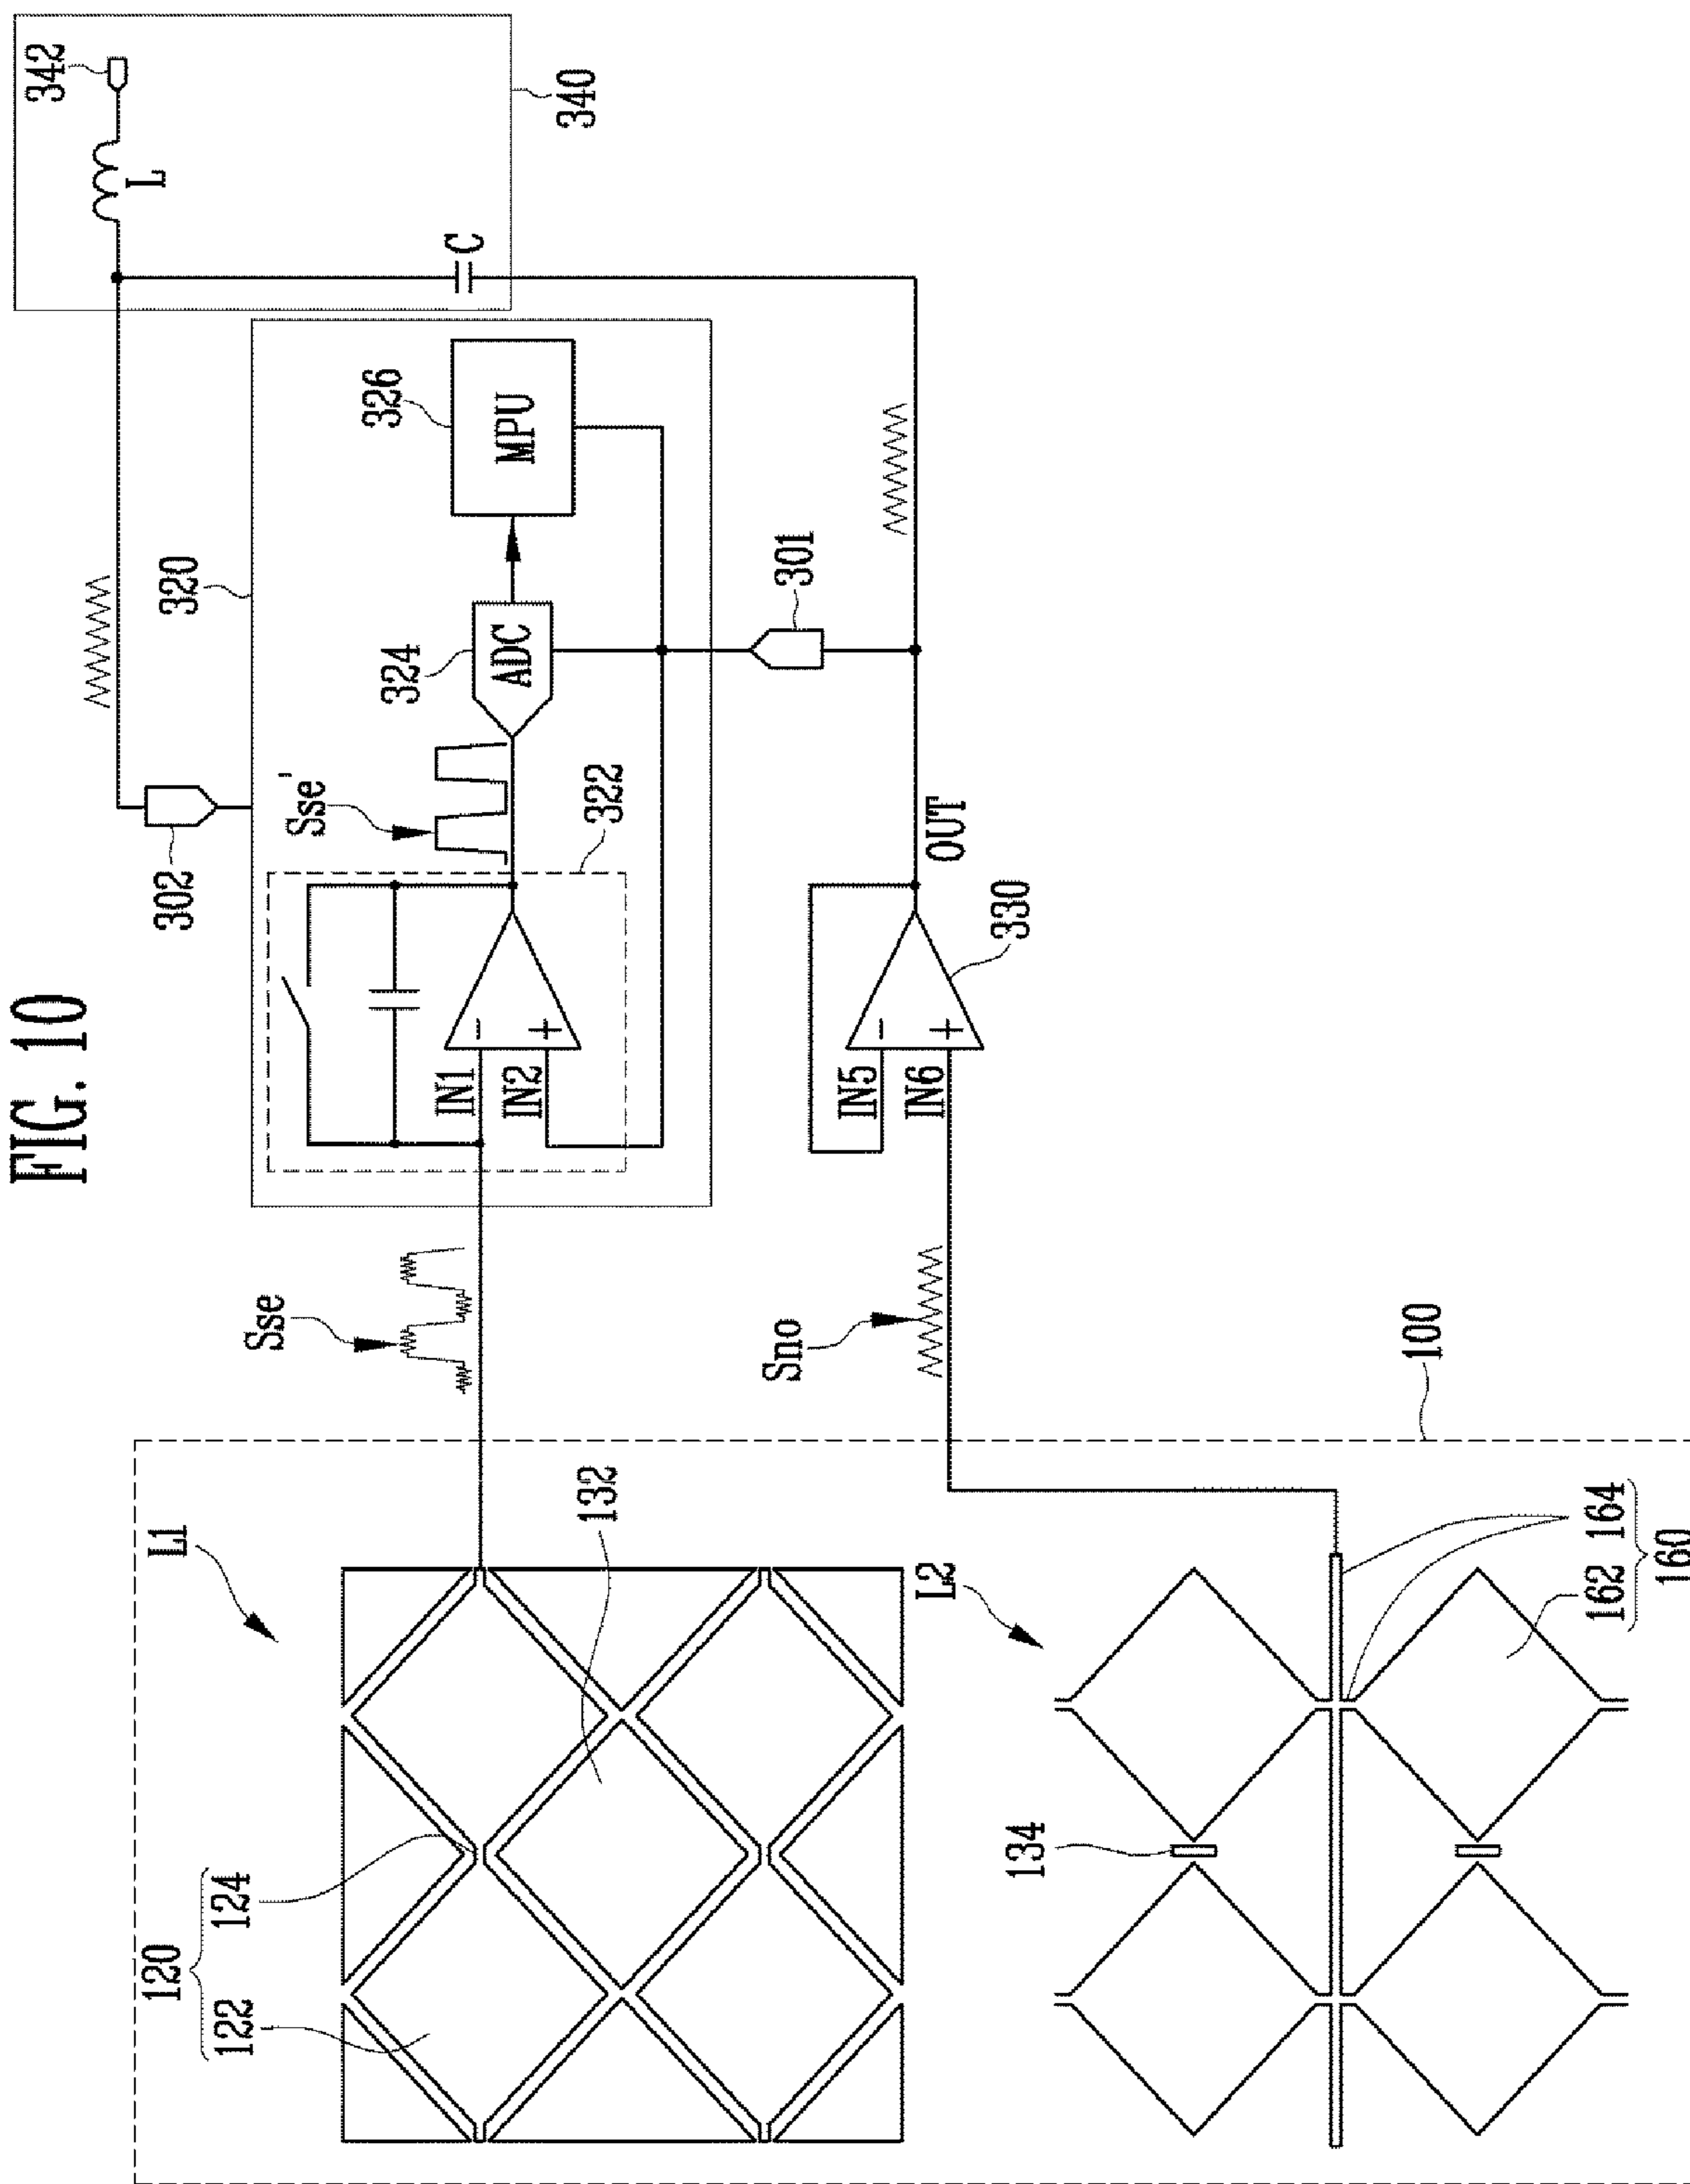 FIG. 10
342
L
340
C
302
320
326
MPU
324
ADC
Sse'
322
301
IN1
IN2
Sse
OUT
330
IN5
IN6
Sno
100
L1
132
120
122 124
L2
134
162 164
160